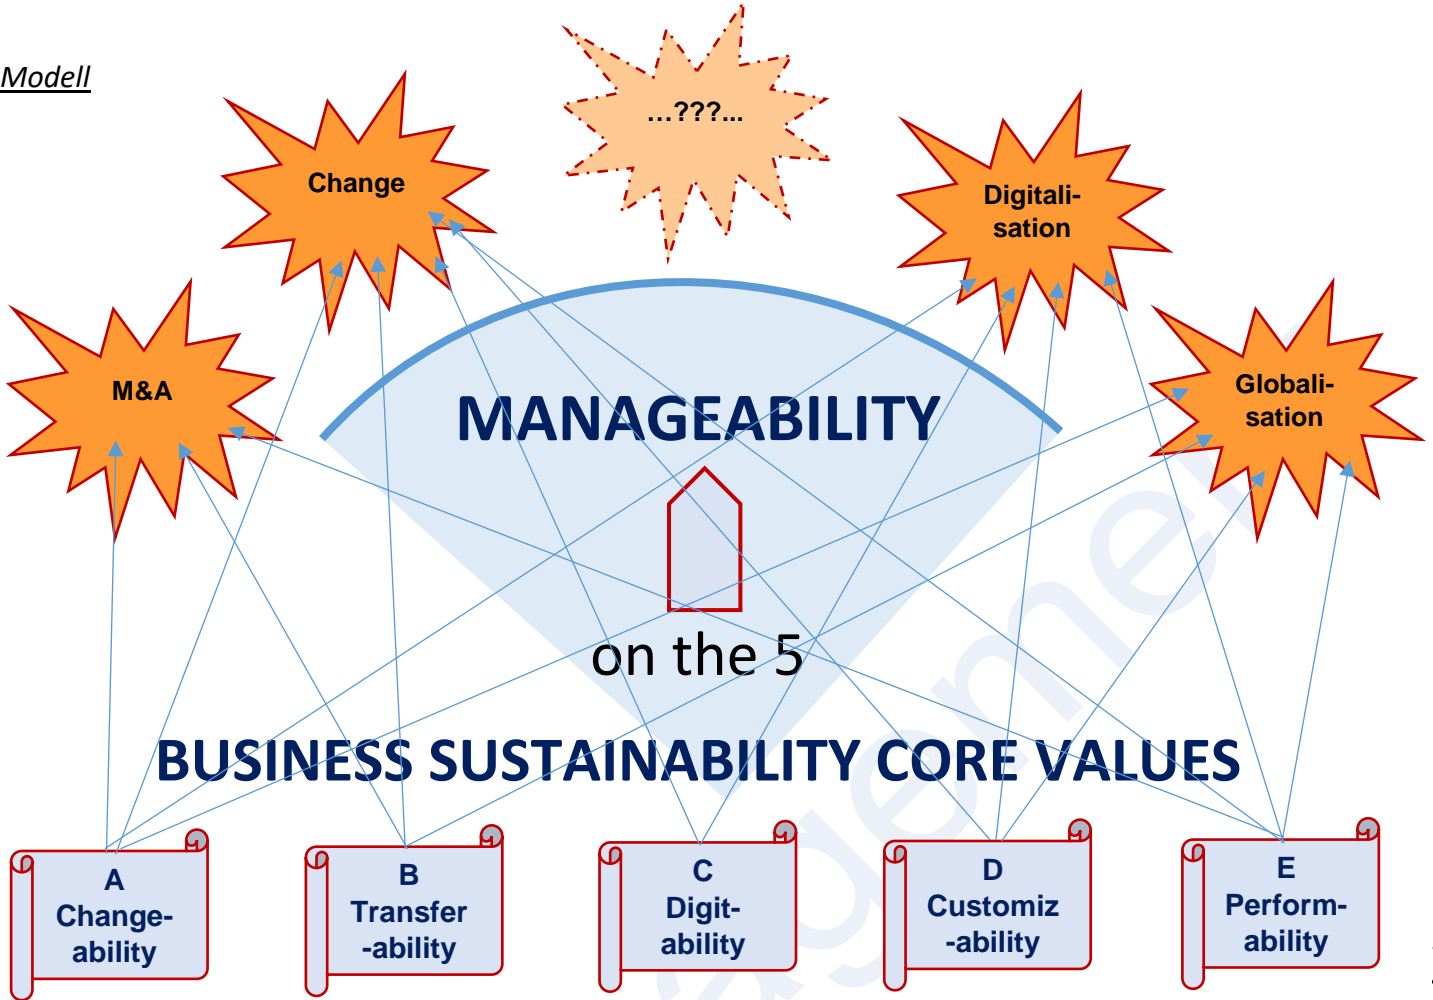 Modell
…???...
Change
Digitali-
sation
M&A
Globali-
sation
MANAGEABILITY
on the 5
BUSINESS SUSTAINABILITY CORE VALUES
A
Change-
ability
B
Transfer
-ability
C
Digit-
ability
D
Customiz
-ability
E
Perform-
ability